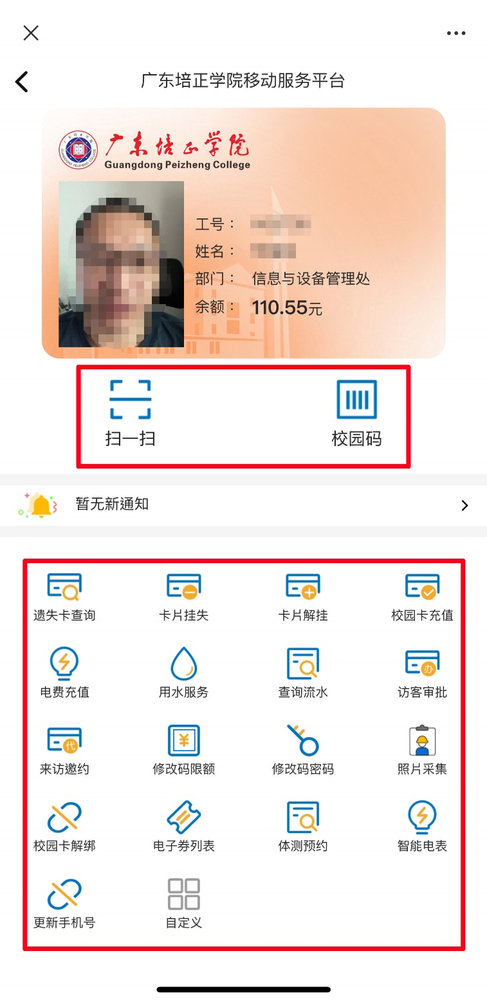 广东培正学院移动服务平台
广东培正学院
Guangdong Peizheng College
工号：
姓名：
部门： 信息与设备管理处
余额： 110.55元
扫一扫 校园码
暂无新通知
遗失卡查询 卡片挂失 卡片解挂 校园卡充值
电费充值 用水服务 查询流水 访客审批
来访邀约 修改码限额 修改码密码 照片采集
校园卡解绑 电子券列表 体测预约 智能电表
更新手机号 自定义